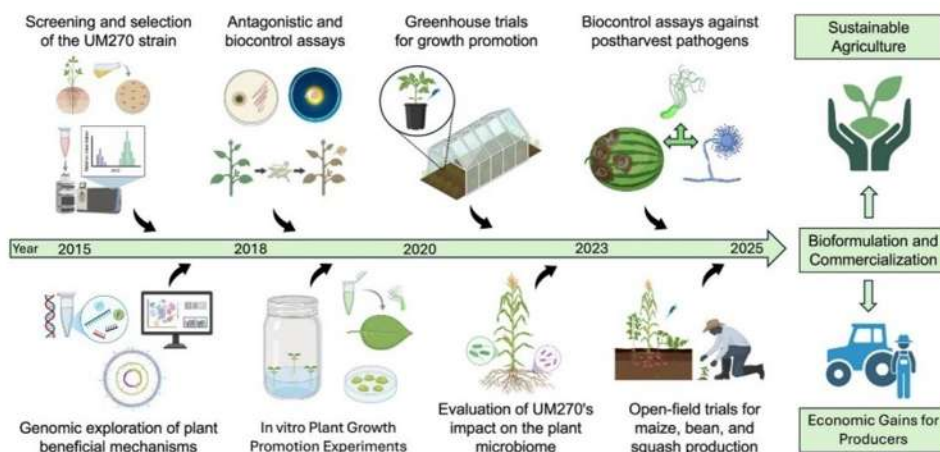 Screening and selection
of the UM270 strain
Antagonistic and
biocontrol assays
Greenhouse trials
for growth promotion
Biocontrol assays against
postharvest pathogens
Sustainable
Agriculture
Year
2015
2018
2020
2023
2025
Bioformulation and
Commercialization
Genomic exploration of plant
beneficial mechanisms
In vitro Plant Growth
Promotion Experiments
Evaluation of UM270's
impact on the plant
microbiome
Open-field trials for
maize, bean, and
squash production
Economic Gains for
Producers